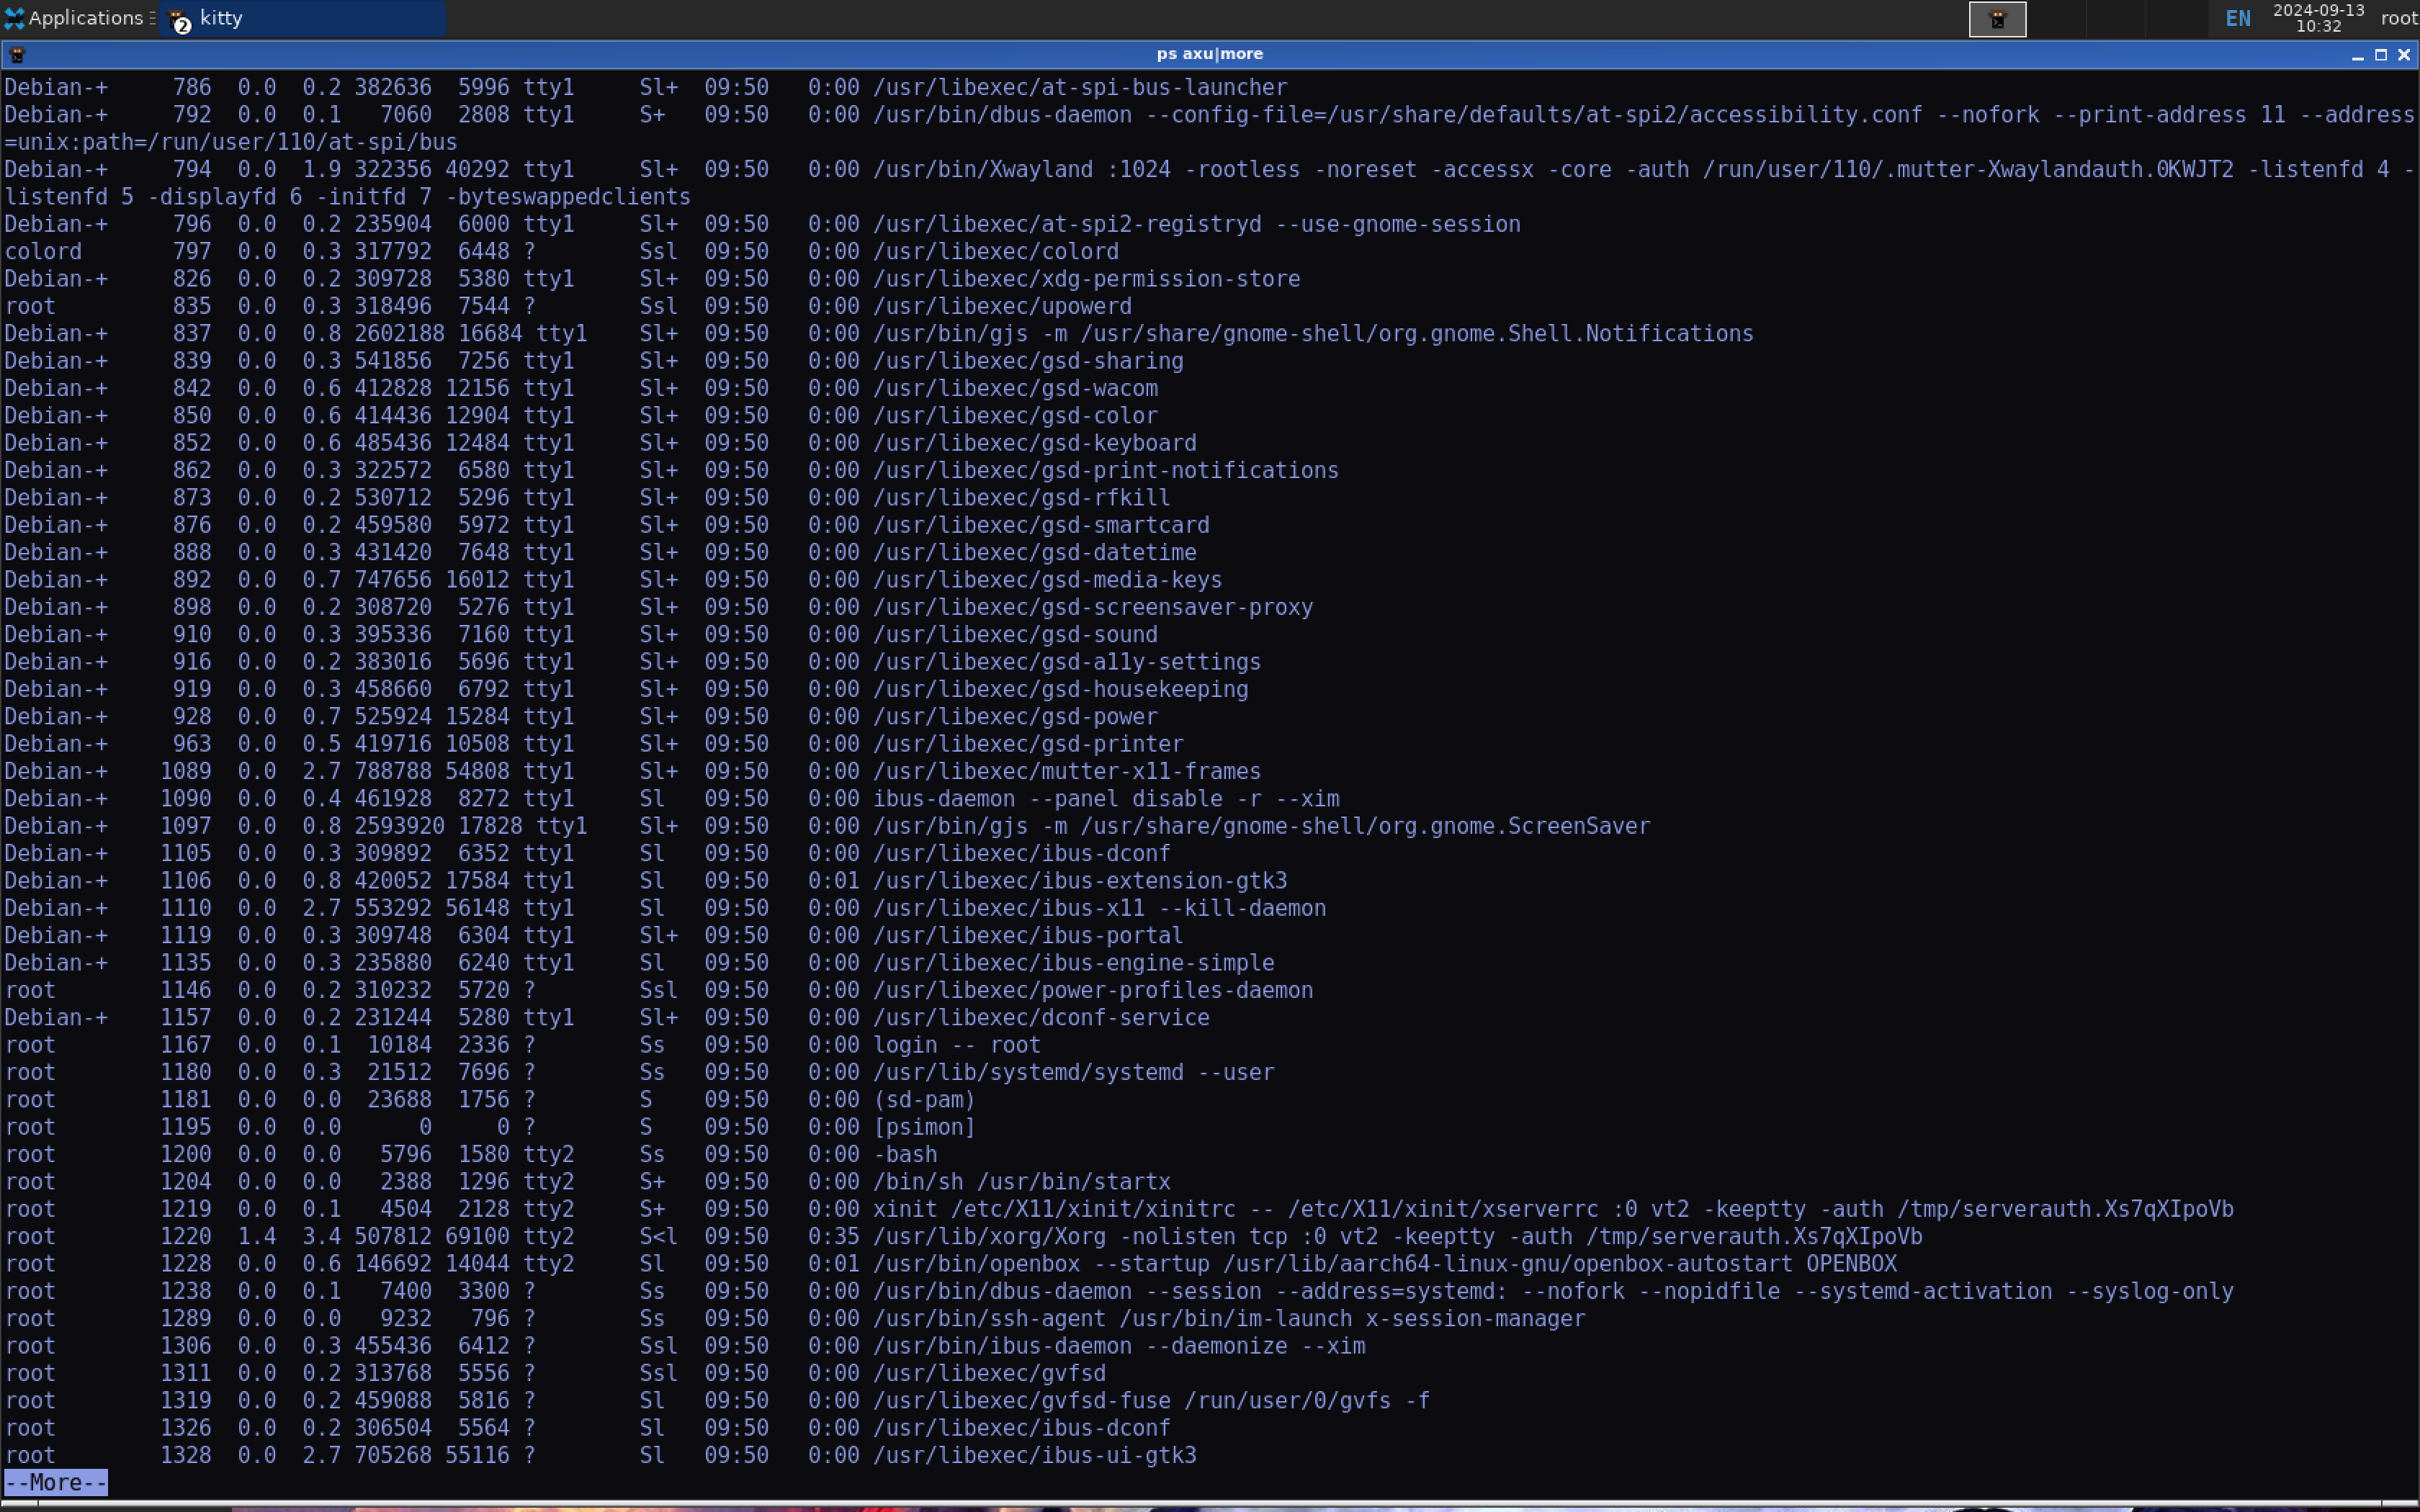 Applications
2
kitty
EN
2024-09-13
10:32
root
ps axu|more
Debian-+     786  0.0  0.2 382636  5996 tty1     Sl+  09:50   0:00 /usr/libexec/at-spi-bus-launcher
Debian-+     792  0.0  0.1   7060  2808 tty1     S+   09:50   0:00 /usr/bin/dbus-daemon --config-file=/usr/share/defaults/at-spi2/accessibility.conf --nofork --print-address 11 --address
=unix:path=/run/user/110/at-spi/bus
Debian-+     794  0.0  1.9 322356 40292 tty1     Sl+  09:50   0:00 /usr/bin/Xwayland :1024 -rootless -noreset -accessx -core -auth /run/user/110/.mutter-Xwaylandauth.0KWJT2 -listenfd 4 -
listenfd 5 -displayfd 6 -initfd 7 -byteswappedclients
Debian-+     796  0.0  0.2 235904  6000 tty1     Sl+  09:50   0:00 /usr/libexec/at-spi2-registryd --use-gnome-session
colord       797  0.0  0.3 317792  6448 ?        Ssl  09:50   0:00 /usr/libexec/colord
Debian-+     826  0.0  0.2 309728  5380 tty1     Sl+  09:50   0:00 /usr/libexec/xdg-permission-store
root         835  0.0  0.3 318496  7544 ?        Ssl  09:50   0:00 /usr/libexec/upowerd
Debian-+     837  0.0  0.8 2602188 16684 tty1    Sl+  09:50   0:00 /usr/bin/gjs -m /usr/share/gnome-shell/org.gnome.Shell.Notifications
Debian-+     839  0.0  0.3 541856  7256 tty1     Sl+  09:50   0:00 /usr/libexec/gsd-sharing
Debian-+     842  0.0  0.6 412828 12156 tty1     Sl+  09:50   0:00 /usr/libexec/gsd-wacom
Debian-+     850  0.0  0.6 414436 12904 tty1     Sl+  09:50   0:00 /usr/libexec/gsd-color
Debian-+     852  0.0  0.6 485436 12484 tty1     Sl+  09:50   0:00 /usr/libexec/gsd-keyboard
Debian-+     862  0.0  0.3 322572  6580 tty1     Sl+  09:50   0:00 /usr/libexec/gsd-print-notifications
Debian-+     873  0.0  0.2 530712  5296 tty1     Sl+  09:50   0:00 /usr/libexec/gsd-rfkill
Debian-+     876  0.0  0.2 459580  5972 tty1     Sl+  09:50   0:00 /usr/libexec/gsd-smartcard
Debian-+     888  0.0  0.3 431420  7648 tty1     Sl+  09:50   0:00 /usr/libexec/gsd-datetime
Debian-+     892  0.0  0.7 747656 16012 tty1     Sl+  09:50   0:00 /usr/libexec/gsd-media-keys
Debian-+     898  0.0  0.2 308720  5276 tty1     Sl+  09:50   0:00 /usr/libexec/gsd-screensaver-proxy
Debian-+     910  0.0  0.3 395336  7160 tty1     Sl+  09:50   0:00 /usr/libexec/gsd-sound
Debian-+     916  0.0  0.2 383016  5696 tty1     Sl+  09:50   0:00 /usr/libexec/gsd-a11y-settings
Debian-+     919  0.0  0.3 458660  6792 tty1     Sl+  09:50   0:00 /usr/libexec/gsd-housekeeping
Debian-+     928  0.0  0.7 525924 15284 tty1     Sl+  09:50   0:00 /usr/libexec/gsd-power
Debian-+     963  0.0  0.5 419716 10508 tty1     Sl+  09:50   0:00 /usr/libexec/gsd-printer
Debian-+    1089  0.0  2.7 788788 54808 tty1     Sl+  09:50   0:00 /usr/libexec/mutter-x11-frames
Debian-+    1090  0.0  0.4 461928  8272 tty1     Sl   09:50   0:00 ibus-daemon --panel disable -r --xim
Debian-+    1097  0.0  0.8 2593920 17828 tty1    Sl+  09:50   0:00 /usr/bin/gjs -m /usr/share/gnome-shell/org.gnome.ScreenSaver
Debian-+    1105  0.0  0.3 309892  6352 tty1     Sl   09:50   0:00 /usr/libexec/ibus-dconf
Debian-+    1106  0.0  0.8 420052 17584 tty1     Sl   09:50   0:01 /usr/libexec/ibus-extension-gtk3
Debian-+    1110  0.0  2.7 553292 56148 tty1     Sl   09:50   0:00 /usr/libexec/ibus-x11 --kill-daemon
Debian-+    1119  0.0  0.3 309748  6304 tty1     Sl+  09:50   0:00 /usr/libexec/ibus-portal
Debian-+    1135  0.0  0.3 235880  6240 tty1     Sl   09:50   0:00 /usr/libexec/ibus-engine-simple
root        1146  0.0  0.2 310232  5720 ?        Ssl  09:50   0:00 /usr/libexec/power-profiles-daemon
Debian-+    1157  0.0  0.2 231244  5280 tty1     Sl+  09:50   0:00 /usr/libexec/dconf-service
root        1167  0.0  0.1  10184  2336 ?        Ss   09:50   0:00 login -- root
root        1180  0.0  0.3  21512  7696 ?        Ss   09:50   0:00 /usr/lib/systemd/systemd --user
root        1181  0.0  0.0  23688  1756 ?        S    09:50   0:00 (sd-pam)
root        1195  0.0  0.0      0     0 ?        S    09:50   0:00 [psimon]
root        1200  0.0  0.0   5796  1580 tty2     Ss   09:50   0:00 -bash
root        1204  0.0  0.0   2388  1296 tty2     S+   09:50   0:00 /bin/sh /usr/bin/startx
root        1219  0.0  0.1   4504  2128 tty2     S+   09:50   0:00 xinit /etc/X11/xinit/xinitrc -- /etc/X11/xinit/xserverrc :0 vt2 -keeptty -auth /tmp/serverauth.Xs7qXIpoVb
root        1220  1.4  3.4 507812 69100 tty2     S<l  09:50   0:35 /usr/lib/xorg/Xorg -nolisten tcp :0 vt2 -keeptty -auth /tmp/serverauth.Xs7qXIpoVb
root        1228  0.0  0.6 146692 14044 tty2     Sl   09:50   0:01 /usr/bin/openbox --startup /usr/lib/aarch64-linux-gnu/openbox-autostart OPENBOX
root        1238  0.0  0.1   7400  3300 ?        Ss   09:50   0:00 /usr/bin/dbus-daemon --session --address=systemd: --nofork --nopidfile --systemd-activation --syslog-only
root        1289  0.0  0.0   9232   796 ?        Ss   09:50   0:00 /usr/bin/ssh-agent /usr/bin/im-launch x-session-manager
root        1306  0.0  0.3 455436  6412 ?        Ssl  09:50   0:00 /usr/bin/ibus-daemon --daemonize --xim
root        1311  0.0  0.2 313768  5556 ?        Ssl  09:50   0:00 /usr/libexec/gvfsd
root        1319  0.0  0.2 459088  5816 ?        Sl   09:50   0:00 /usr/libexec/gvfsd-fuse /run/user/0/gvfs -f
root        1326  0.0  0.2 306504  5564 ?        Sl   09:50   0:00 /usr/libexec/ibus-dconf
root        1328  0.0  2.7 705268 55116 ?        Sl   09:50   0:00 /usr/libexec/ibus-ui-gtk3
--More--